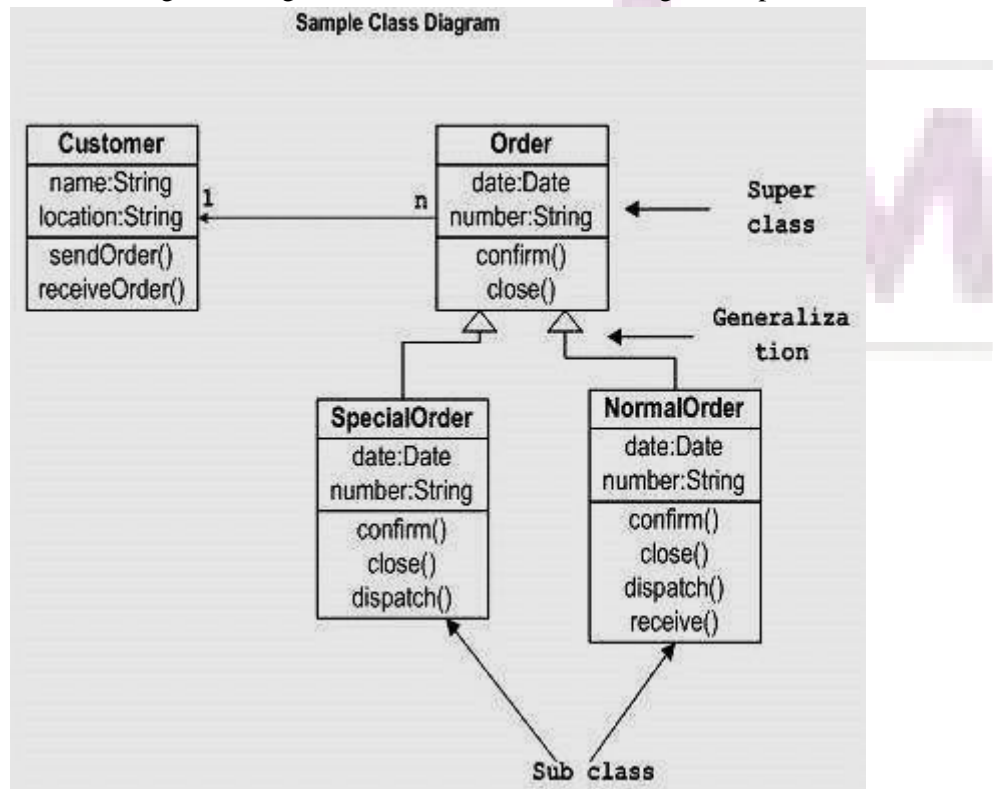 Sample Class Diagram
Customer
name:String
location:String
sendOrder()
receiveOrder()
1
n
Order
date:Date
number:String
confirm()
close()
Super
class
Generaliza
tion
SpecialOrder
date:Date
number:String
confirm()
close()
dispatch()
NormalOrder
date:Date
number:String
confirm()
close()
dispatch()
receive()
Sub class